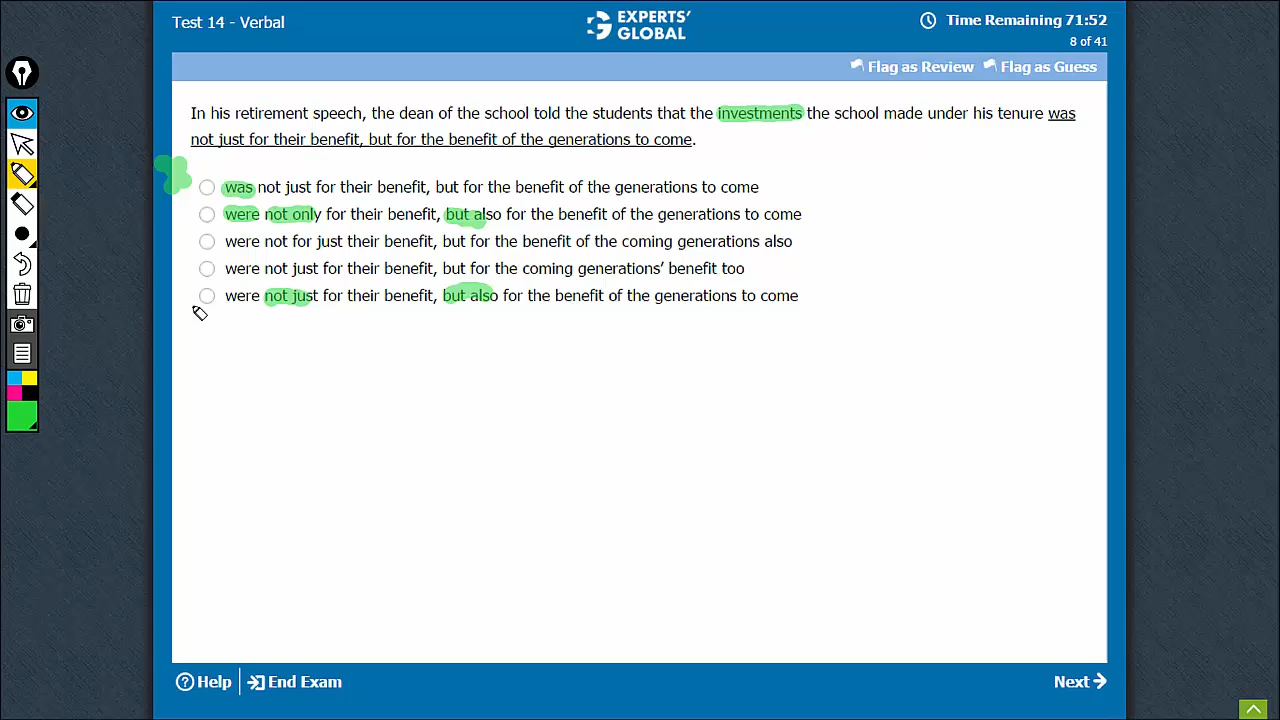 Test 14 - Verbal
EXPERTS’
GLOBAL
Time Remaining 71:52
8 of 41
Flag as Review
Flag as Guess
In his retirement speech, the dean of the school told the students that the investments the school made under his tenure was
not just for their benefit, but for the benefit of the generations to come.
was not just for their benefit, but for the benefit of the generations to come
were not only for their benefit, but also for the benefit of the generations to come
were not for just their benefit, but for the benefit of the coming generations also
were not just for their benefit, but for the coming generations’ benefit too
were not just for their benefit, but also for the benefit of the generations to come
Help
End Exam
Next